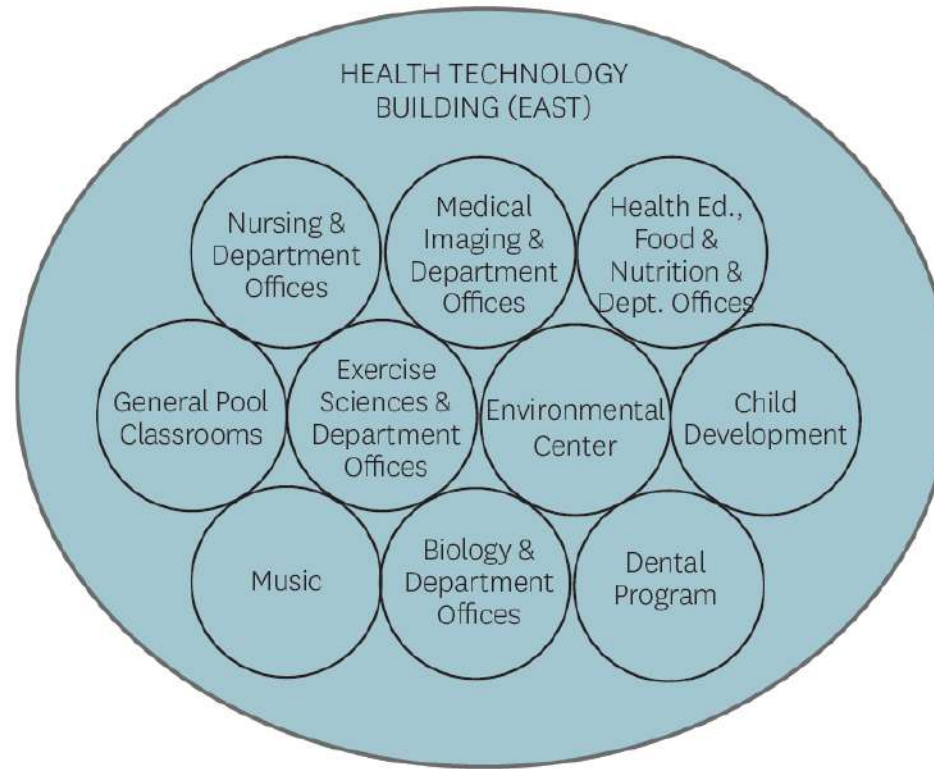 HEALTH TECHNOLOGY
BUILDING (EAST)
Nursing &
Department
Offices
Medical
Imaging &
Department
Offices
Health Ed.,
Food &
Nutrition &
Dept. Offices
General Pool
Classrooms
Exercise
Sciences &
Department
Offices
Environmental
Center
Child
Development
Music
Biology &
Department
Offices
Dental
Program